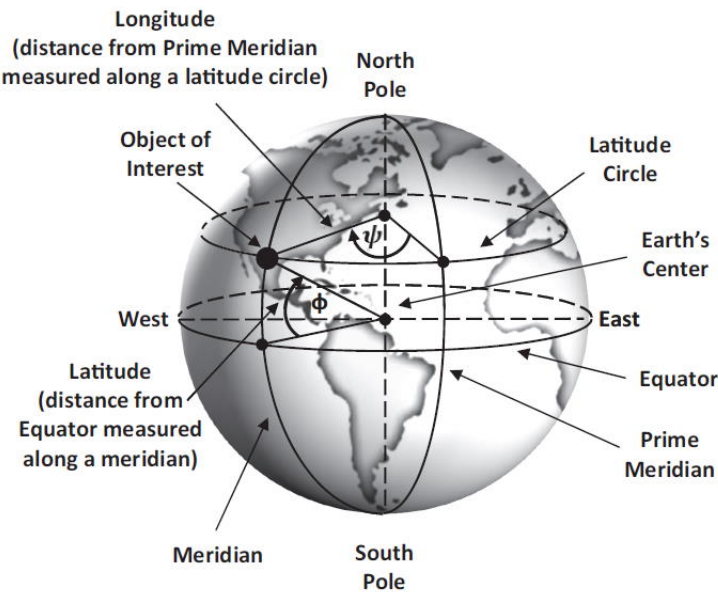 Longitude
(distance from Prime Meridian
measured along a latitude circle)
North
Pole
Object of
Interest
Latitude
Circle
ψ
Earth's
Center
ϕ
West
East
Latitude
(distance from
Equator measured
along a meridian)
Equator
Prime
Meridian
Meridian
South
Pole